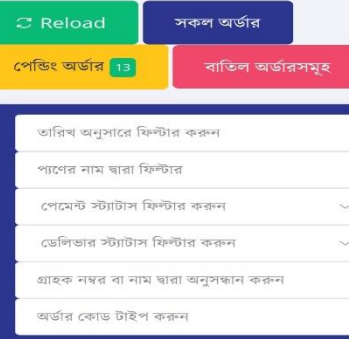 Reload
সকল অর্ডার
পেন্ডিং অর্ডার 13
বাতিল অর্ডারসমূহ
তারিখ অনুসারে ফিল্টার করুন
প্যণের নাম দ্বারা ফিল্টার
পেমেন্ট স্ট্যাটাস ফিল্টার করুন
ডেলিভার স্ট্যাটাস ফিল্টার করুন
গ্রাহক নম্বর বা নাম দ্বারা অনুসন্ধান করুন
অর্ডার কোড টাইপ করুন